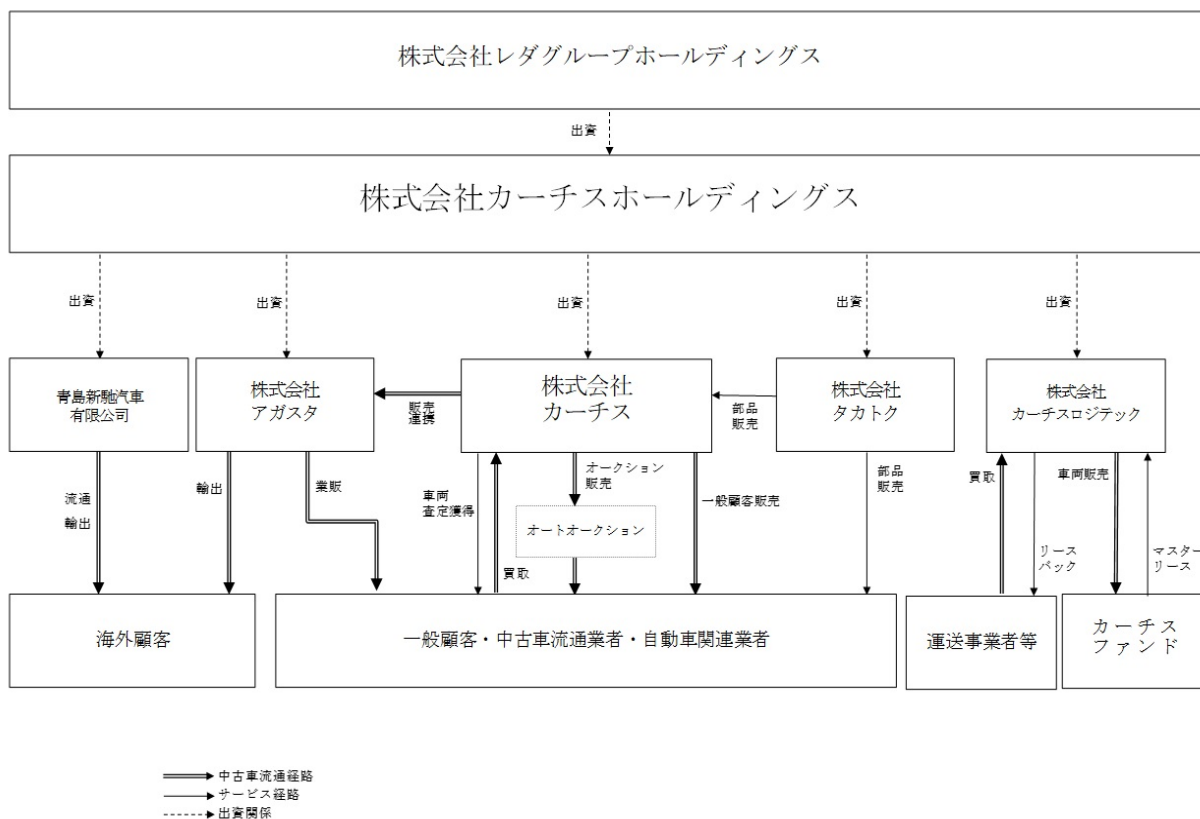 株式会社レダグループホールディングス
出資
株式会社カーチスホールディングス
出資
出資
出資
出資
出資
青島新馳汽車
有限公司
株式会社
アガスタ
株式会社
カーチス
株式会社
タカトク
株式会社
カーチスロジテック
販売
連携
部品
販売
流通
輸出
輸出
業販
車両
査定獲得
買取
オークション
販売
オートオークション
一般顧客販売
部品
販売
買取
リース
バック
車両販売
マスター
リース
海外顧客
一般顧客・中古車流通業者・自動車関連業者
運送事業者等
カーチス
ファンド
中古車流通経路
サービス経路
出資関係